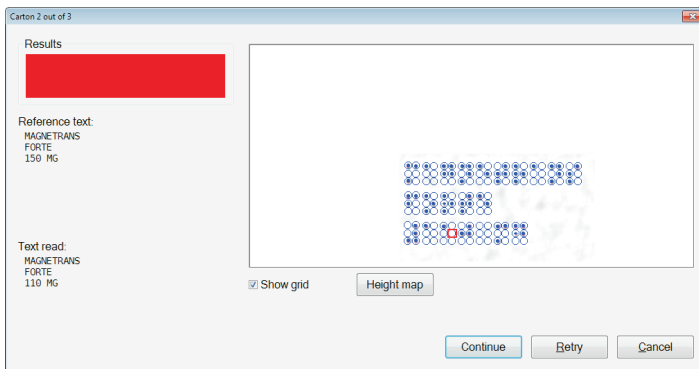 Carton 2 out of 3
Results
Reference text:
MAGNETRANS
FORTE
150 MG
Text read:
MAGNETRANS
FORTE
110 MG
Show grid
Height map
Continue
Retry
Cancel